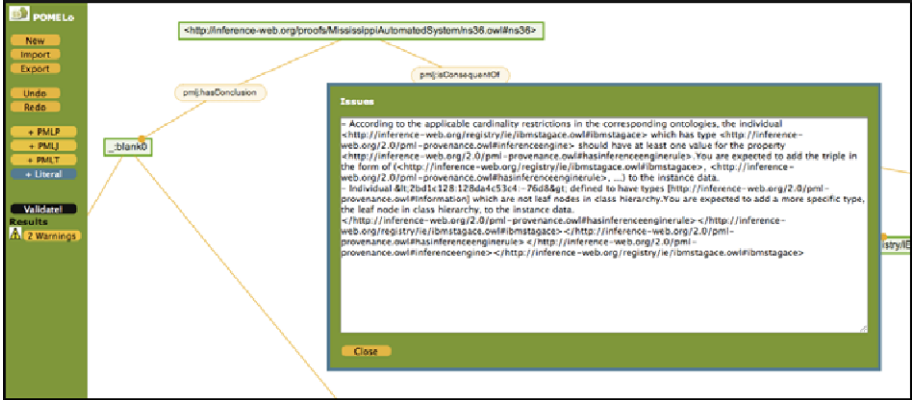 POMELo
<http://inference-web.org/proofs/MississippiAutomatedSystem/ns36.owl#ns36>
New
Import
Export
Undo
Redo
+ PMLP
+ PMLJ
+ PMLT
+ Literal
Validate!
Results
2 Warnings
pmlj:hasConclusion
pmlj:isConsequentOf
_:blank0
Issues
- According to the applicable cardinality restrictions in the corresponding ontologies, the individual
<http://inference-web.org/registry/ie/ibmstagace.owl#ibmstagace> which has type <http://inference-
web.org/2.0/pml-provenance.owl#inferenceengine> should have at least one value for the property
<http://inference-web.org/2.0/pml-provenance.owl#hasinferenceenginerule>.You are expected to add the triple in
the form of (<http://inference-web.org/registry/ie/ibmstagace.owl#ibmstagace>, <http://inference-
web.org/2.0/pml-provenance.owl#hasinferenceenginerule>, ...) to the instance data.
- Individual &lt;2bd1c128:128da4c53c4:-76d8&gt; defined to have types [http://inference-web.org/2.0/pml-
provenance.owl#information] which are not leaf nodes in class hierarchy.You are expected to add a more specific type,
the leaf node in class hierarchy, to the instance data.
</http://inference-web.org/2.0/pml-provenance.owl#hasinferenceenginerule></http://inference-
web.org/registry/ie/ibmstagace.owl#ibmstagace></http://inference-web.org/2.0/pml-
provenance.owl#hasinferenceenginerule></http://inference-web.org/2.0/pml-
provenance.owl#inferenceengine></http://inference-web.org/registry/ie/ibmstagace.owl#ibmstagace>
Close
istry/IE